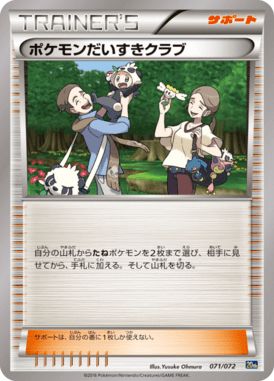 TRAINER'S
サポート
ポケモンだいすきクラブ
自分の山札からたねポケモンを2枚まで選び、相手に見
せてから、手札に加える。そして山札を切る。
サポートは、自分の番に1枚しか使えない。
Illus. Yusuke Ohmura
071/072
©2016 Pokémon/Nintendo/Creatures/GAME FREAK.